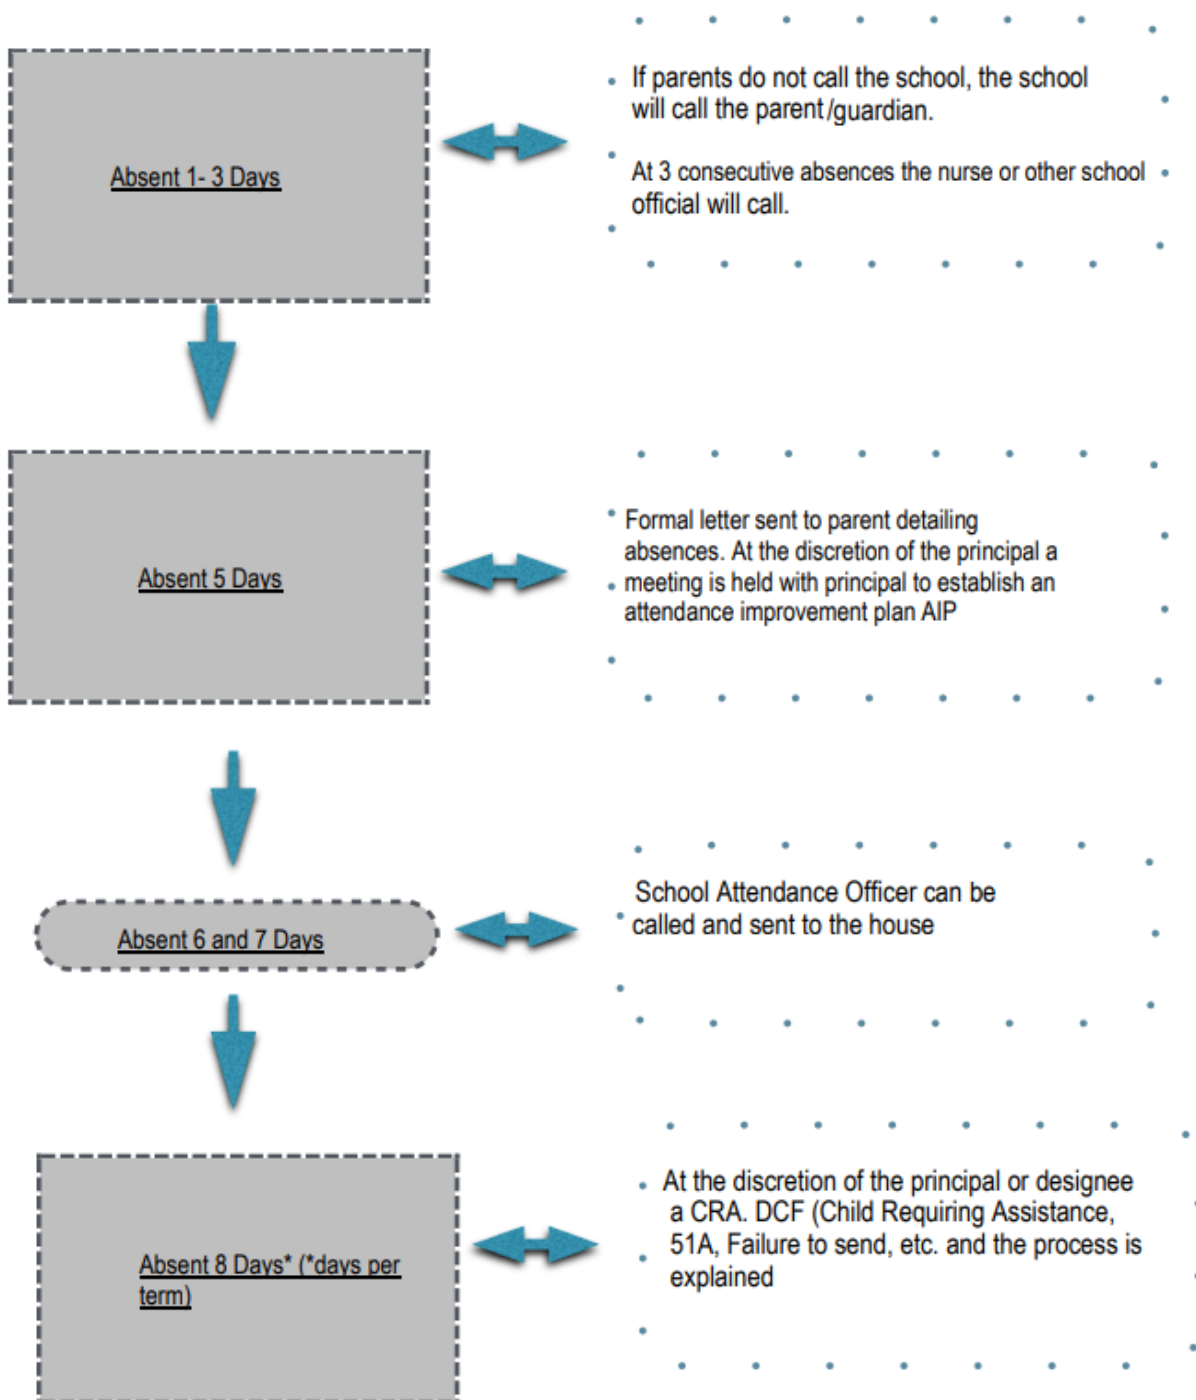 Absent 1- 3 Days
If parents do not call the school, the school
will call the parent/guardian.
At 3 consecutive absences the nurse or other school
official will call.
Absent 5 Days
Formal letter sent to parent detailing
absences. At the discretion of the principal a
meeting is held with principal to establish an
attendance improvement plan AIP
Absent 6 and 7 Days
School Attendance Officer can be
called and sent to the house
Absent 8 Days* (*days per
term)
At the discretion of the principal or designee
a CRA. DCF (Child Requiring Assistance,
51A, Failure to send, etc. and the process is
explained